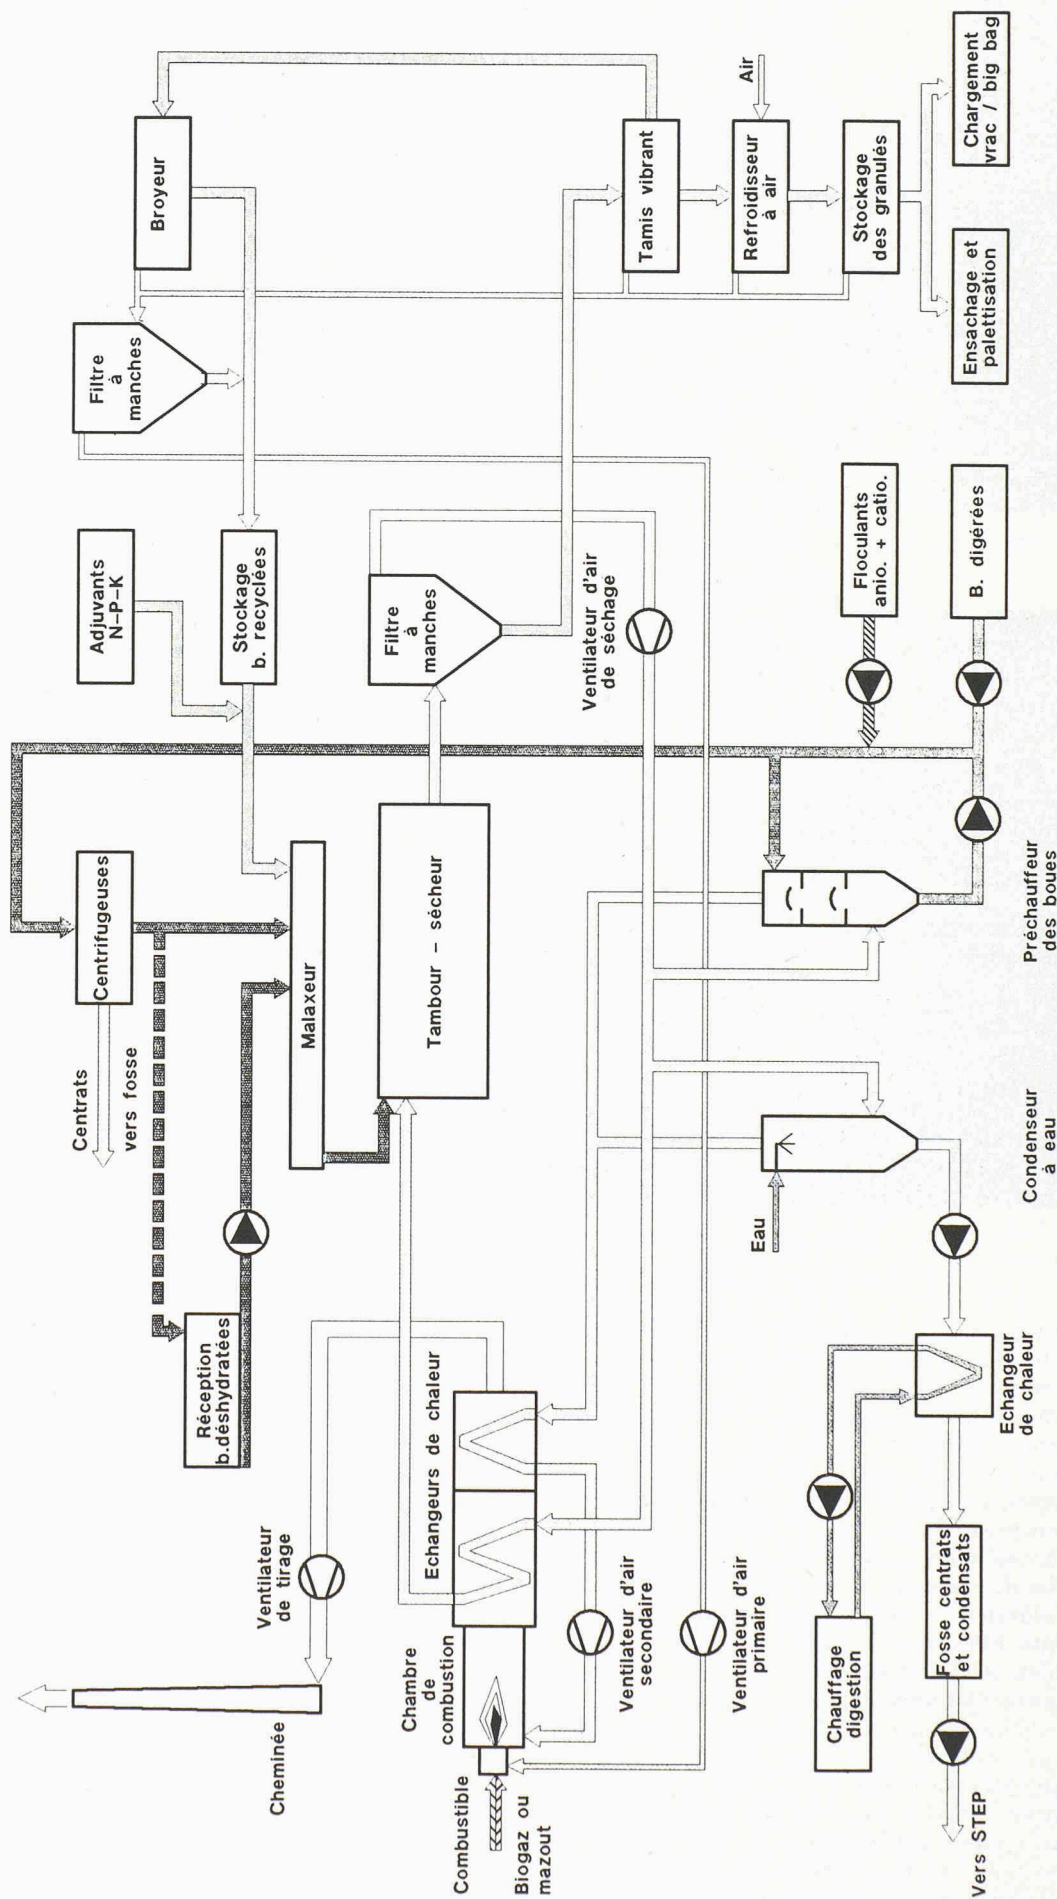 Cheminée
Ventilateur
de tirage
Combustible
Biogaz ou
mazout
Chambre
de
combustion
Echangeurs de chaleur
Ventilateur d'air
secondaire
Ventilateur d'air
primaire
Vers STEP
Fosse centrats
et condensats
Chauffage
digestion
Echangeur
de chaleur
Réception
b.déshydratées
Centrats
vers fosse
Centrifugeuses
Malaxeur
Tambour – sécheur
Eau
Condenseur
à eau
Préchauffeur
des boues
Adjuvants
N–P–K
Stockage
b. recyclées
Filtre
à
manches
Ventilateur d'air
de séchage
Floculants
anio. + catio.
B. digérées
Filtre
à
manches
Broyeur
Tamis vibrant
Air
Refroidisseur
à air
Stockage
des granulés
Ensachage et
palettisation
Chargement
vrac / big bag